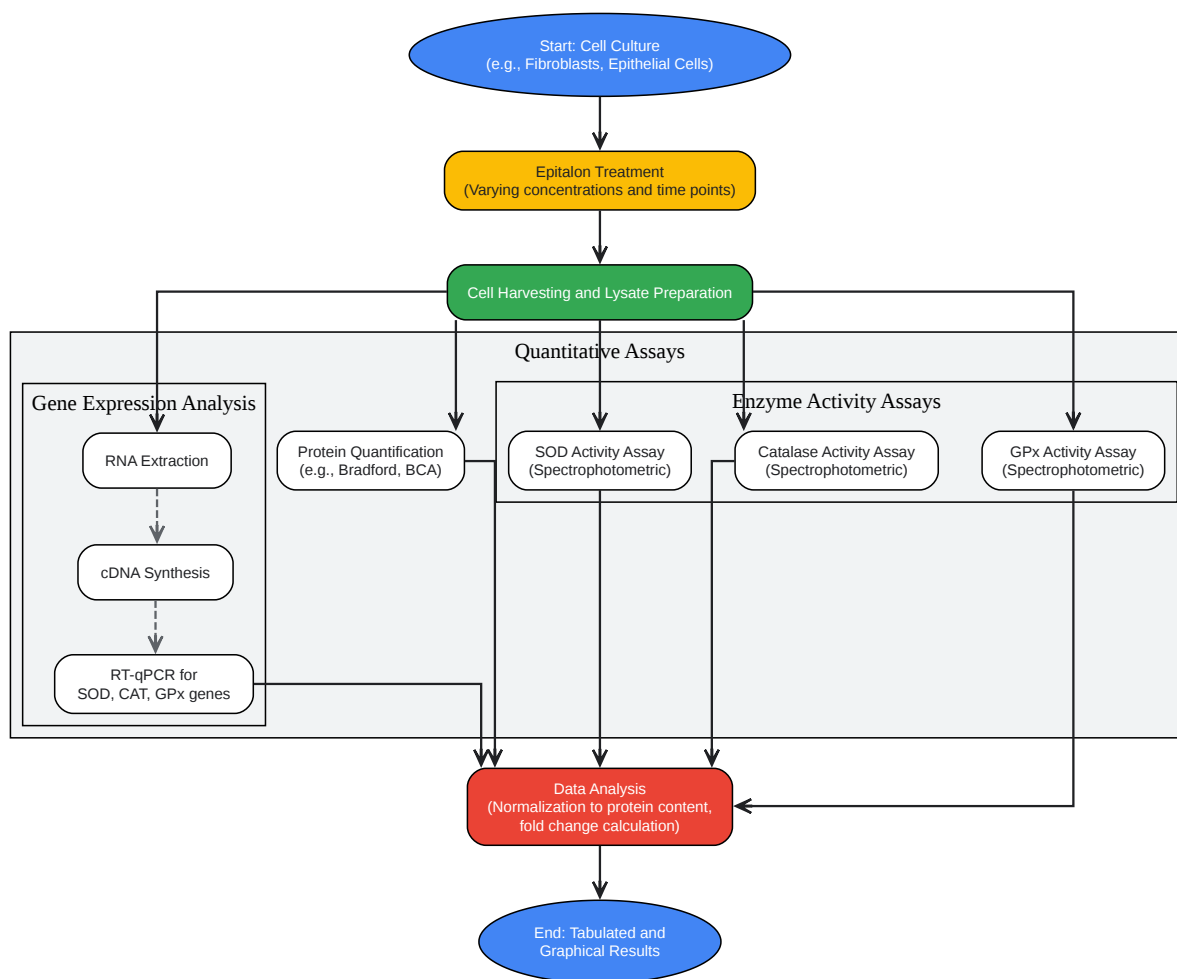 Start: Cell Culture
(e.g., Fibroblasts, Epithelial Cells)
Epitalon Treatment
(Varying concentrations and time points)
Cell Harvesting and Lysate Preparation
Quantitative Assays
Gene Expression Analysis
Enzyme Activity Assays
RNA Extraction
Protein Quantification
(e.g., Bradford, BCA)
SOD Activity Assay
(Spectrophotometric)
Catalase Activity Assay
(Spectrophotometric)
GPx Activity Assay
(Spectrophotometric)
cDNA Synthesis
RT-qPCR for
SOD, CAT, GPx genes
Data Analysis
(Normalization to protein content,
fold change calculation)
End: Tabulated and
Graphical Results